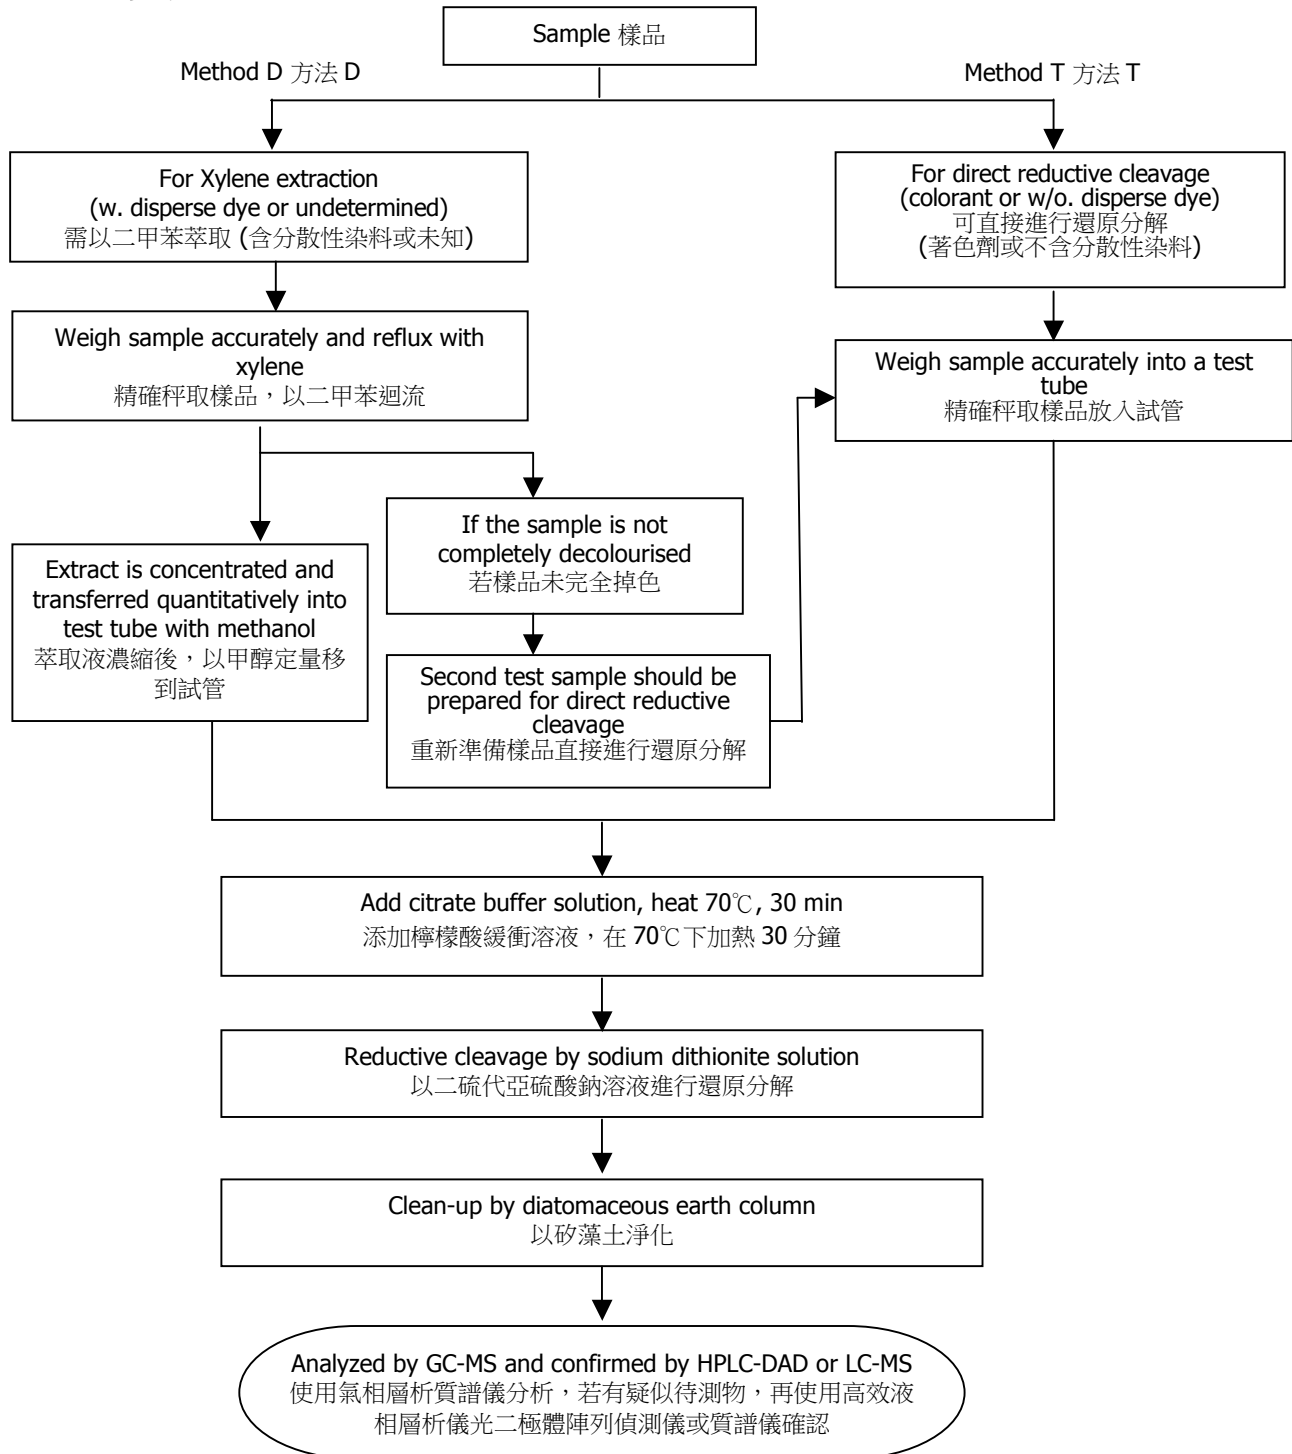 Sample 樣品
Method D 方法 D
Method T 方法 T
For Xylene extraction
(w. disperse dye or undetermined)
需以二甲苯萃取 (含分散性染料或未知)
For direct reductive cleavage
(colorant or w/o. disperse dye)
可直接進行還原分解
(著色劑或不含分散性染料)
Weigh sample accurately and reflux with
xylene
精確秤取樣品，以二甲苯迴流
Weigh sample accurately into a test
tube
精確秤取樣品放入試管
If the sample is not
completely decolourised
若樣品未完全掉色
Extract is concentrated and
transferred quantitatively into
test tube with methanol
萃取液濃縮後，以甲醇定量移
到試管
Second test sample should be
prepared for direct reductive
cleavage
重新準備樣品直接進行還原分解
Add citrate buffer solution, heat 70℃, 30 min
添加檸檬酸緩衝溶液，在 70℃下加熱 30 分鐘
Reductive cleavage by sodium dithionite solution
以二硫代亞硫酸鈉溶液進行還原分解
Clean-up by diatomaceous earth column
以矽藻土淨化
Analyzed by GC-MS and confirmed by HPLC-DAD or LC-MS
使用氣相層析質譜儀分析，若有疑似待測物，再使用高效液
相層析儀光二極體陣列偵測儀或質譜儀確認